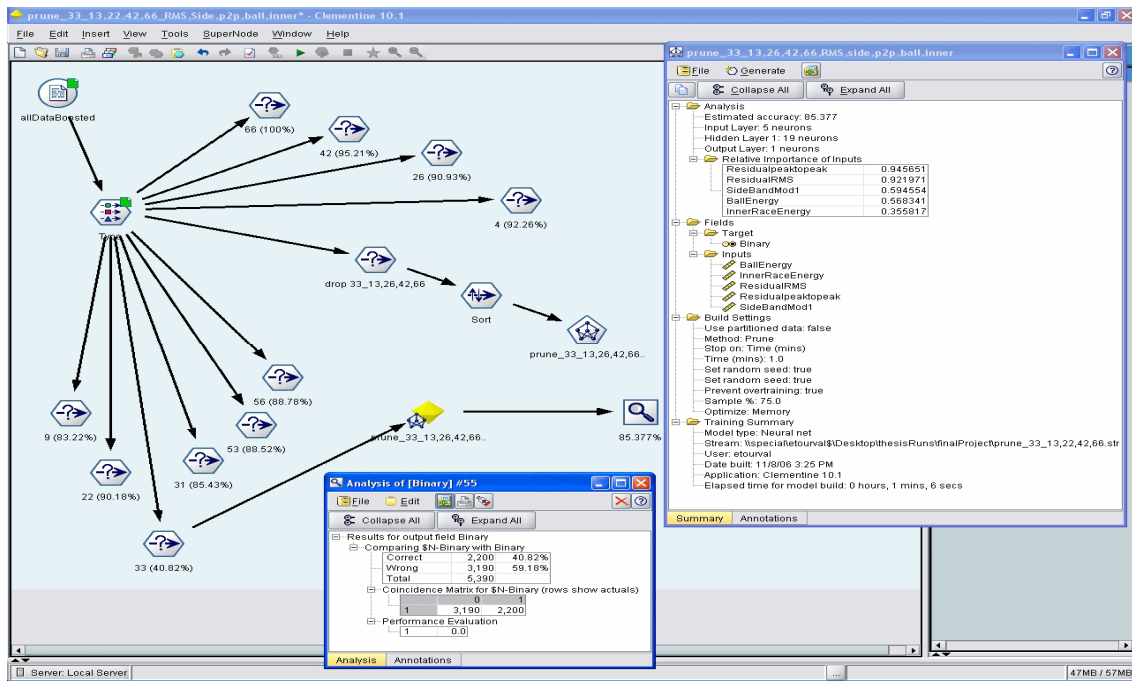 prune_33_13,22,42,66_RMS,Side,p2p,ball,inner* - Clementine 10.1
File Edit Insert View Tools SuperNode Window Help
allDataBoosted
66 (100%)
42 (95.21%)
26 (90.93%)
4 (92.26%)
Type
drop 33_13,26,42,66
Sort
prune_33_13,26,42,66..
56 (88.78%)
9 (83.22%)
53 (88.52%)
prune_33_13,26,42,66..
85.377%
31 (85.43%)
22 (90.18%)
33 (40.82%)
prune_33_13,26,42,66,RMS,side,p2p,ball,inner
File Generate
Collapse All Expand All
Analysis
Estimated accuracy: 85.377
Input Layer: 5 neurons
Hidden Layer 1: 19 neurons
Output Layer: 1 neurons
Relative Importance of Inputs
Residualpeaktopeak 0.945651
ResidualRMS 0.921971
SideBandMod1 0.594554
BallEnergy 0.568341
InnerRaceEnergy 0.355817
Fields
Target
Binary
Inputs
BallEnergy
InnerRaceEnergy
ResidualRMS
Residualpeaktopeak
SideBandMod1
Build Settings
Use partitioned data: false
Method: Prune
Stop on: Time (mins)
Time (mins): 1.0
Set random seed: true
Set random seed: true
Prevent overtraining: true
Sample %: 75.0
Optimize: Memory
Training Summary
Model type: Neural net
Stream: \\special\etourval$\Desktop\thesisRuns\finalProject\prune_33_13,22,42,66.str
User: etourval
Date built: 11/8/06 3:25 PM
Application: Clementine 10.1
Elapsed time for model build: 0 hours, 1 mins, 6 secs
Summary Annotations
Analysis of [Binary] #55
File Edit
Collapse All Expand All
Results for output field Binary
Comparing $N-Binary with Binary
Correct 2,200 40.82%
Wrong 3,190 59.18%
Total 5,390
Coincidence Matrix for $N-Binary (rows show actuals)
0 1
1 3,190 2,200
Performance Evaluation
1 0.0
Analysis Annotations
Server: Local Server ... 47MB / 57MB